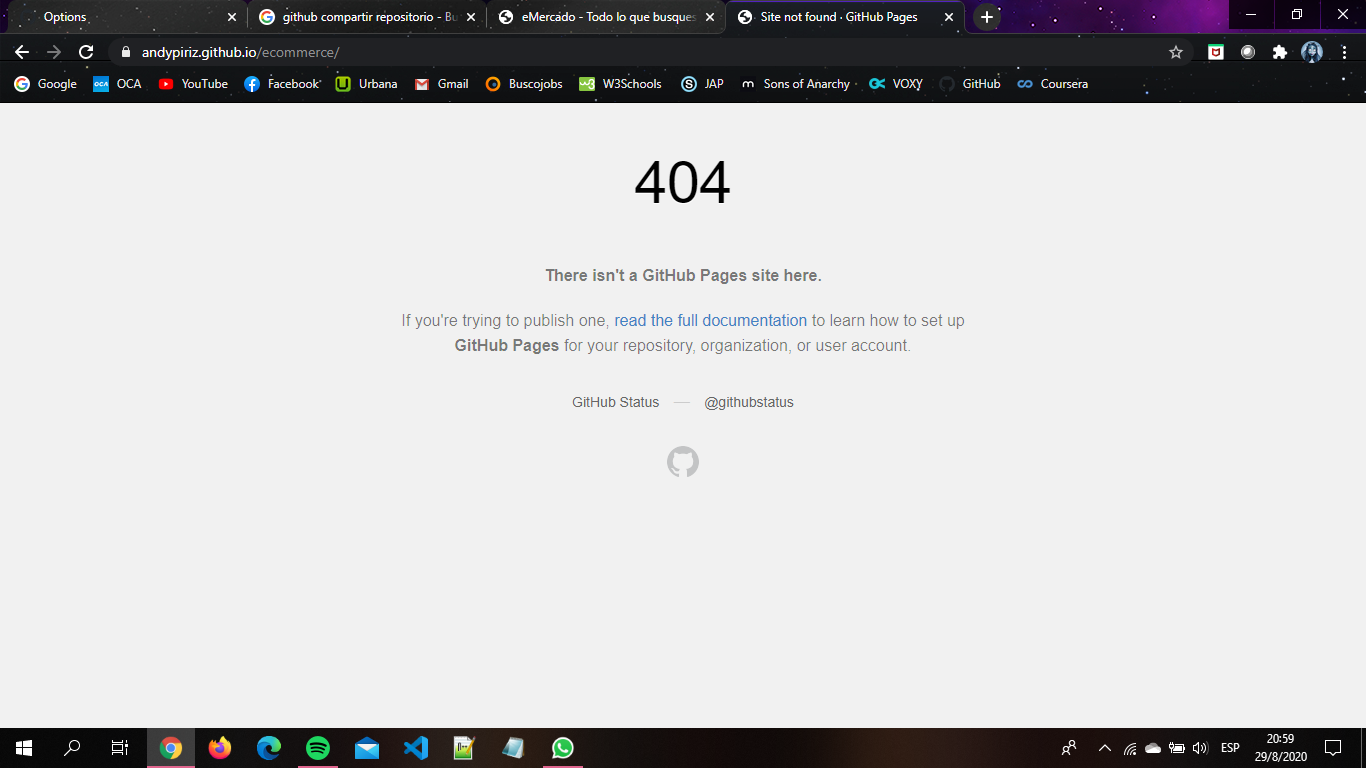 Options
github compartir repositorio - Bu
eMercado - Todo lo que busques
Site not found · GitHub Pages
andypiriz.github.io/ecommerce/
Google
OCA
YouTube
Facebook
Urbana
Gmail
Buscojobs
W3Schools
JAP
Sons of Anarchy
VOXY
GitHub
Coursera
404
There isn't a GitHub Pages site here.
If you're trying to publish one, read the full documentation to learn how to set up
GitHub Pages for your repository, organization, or user account.
GitHub Status — @githubstatus
ESP
20:59
29/8/2020